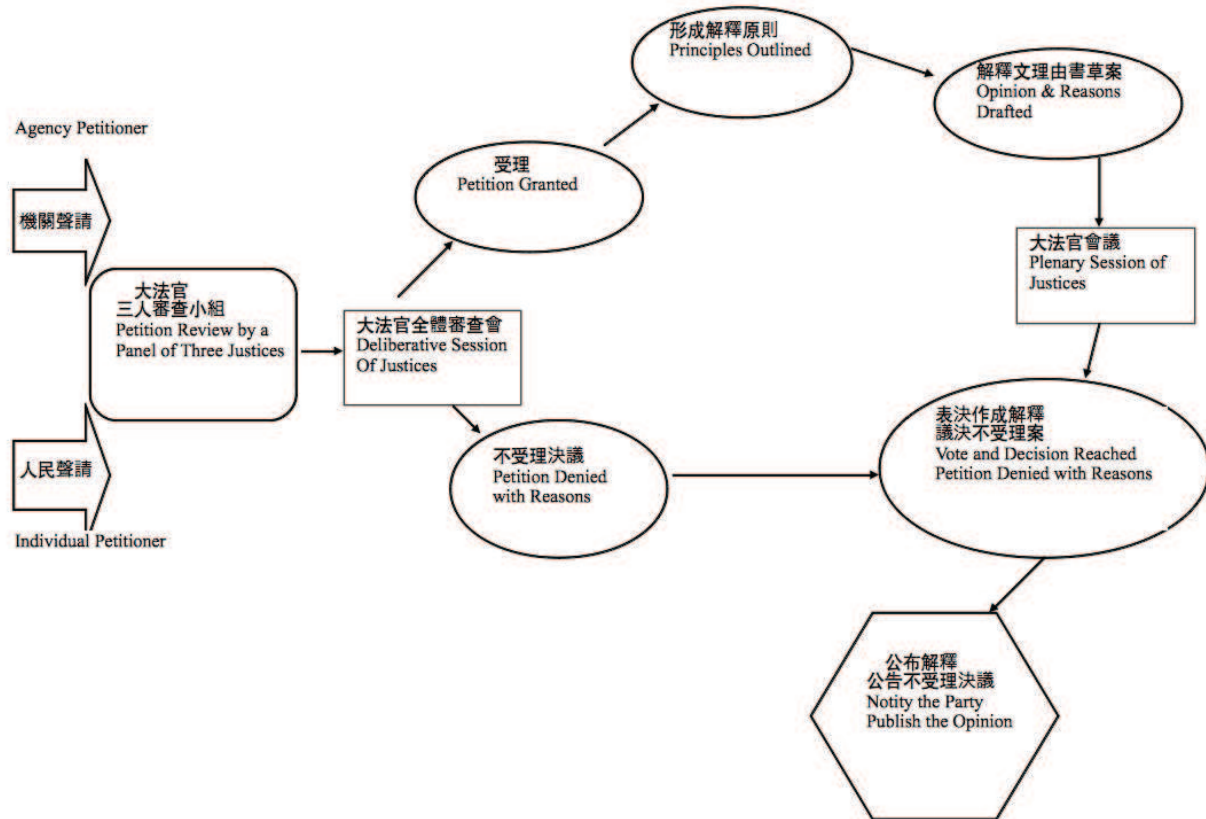 Agency Petitioner
機關聲請
大法官
三人審查小組
Petition Review by a
Panel of Three Justices
人民聲請
Individual Petitioner
大法官全體審查會
Deliberative Session
Of Justices
受理
Petition Granted
形成解釋原則
Principles Outlined
解釋文理由書草案
Opinion & Reasons
Drafted
大法官會議
Plenary Session of
Justices
不受理決議
Petition Denied
with Reasons
表決作成解釋
議決不受理案
Vote and Decision Reached
Petition Denied with Reasons
公布解釋
公告不受理決議
Notity the Party
Publish the Opinion